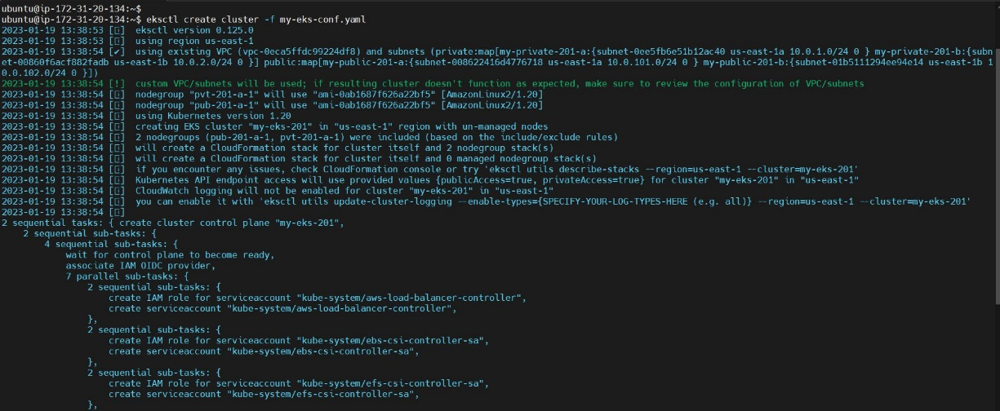 ubuntu@ip-172-31-20-134:~$
ubuntu@ip-172-31-20-134:~$ eksctl create cluster -f my-eks-conf.yaml
2023-01-19 13:38:53 [ℹ]  eksctl version 0.125.0
2023-01-19 13:38:53 [ℹ]  using region us-east-1
2023-01-19 13:38:54 [✔]  using existing VPC (vpc-0eca5ffdc99224df8) and subnets (private:map[my-private-201-a:{subnet-0ee5fb6e51b12ac40 us-east-1a 10.0.1.0/24 0 } my-private-201-b:{subn
et-00860f6acf882fadb us-east-1b 10.0.2.0/24 0 }] public:map[my-public-201-a:{subnet-008622416d4776718 us-east-1a 10.0.101.0/24 0 } my-public-201-b:{subnet-01b5111294ee94e14 us-east-1b 1
0.0.102.0/24 0 }])
2023-01-19 13:38:54 [!]  custom VPC/subnets will be used; if resulting cluster doesn't function as expected, make sure to review the configuration of VPC/subnets
2023-01-19 13:38:54 [ℹ]  nodegroup "pvt-201-a-1" will use "ami-0ab1687f626a22bf5" [AmazonLinux2/1.20]
2023-01-19 13:38:54 [ℹ]  nodegroup "pub-201-a-1" will use "ami-0ab1687f626a22bf5" [AmazonLinux2/1.20]
2023-01-19 13:38:54 [ℹ]  using Kubernetes version 1.20
2023-01-19 13:38:54 [ℹ]  creating EKS cluster "my-eks-201" in "us-east-1" region with un-managed nodes
2023-01-19 13:38:54 [ℹ]  2 nodegroups (pub-201-a-1, pvt-201-a-1) were included (based on the include/exclude rules)
2023-01-19 13:38:54 [ℹ]  will create a CloudFormation stack for cluster itself and 2 nodegroup stack(s)
2023-01-19 13:38:54 [ℹ]  will create a CloudFormation stack for cluster itself and 0 managed nodegroup stack(s)
2023-01-19 13:38:54 [ℹ]  if you encounter any issues, check CloudFormation console or try 'eksctl utils describe-stacks --region=us-east-1 --cluster=my-eks-201'
2023-01-19 13:38:54 [ℹ]  Kubernetes API endpoint access will use provided values {publicAccess=true, privateAccess=true} for cluster "my-eks-201" in "us-east-1"
2023-01-19 13:38:54 [ℹ]  CloudWatch logging will not be enabled for cluster "my-eks-201" in "us-east-1"
2023-01-19 13:38:54 [ℹ]  you can enable it with 'eksctl utils update-cluster-logging --enable-types={SPECIFY-YOUR-LOG-TYPES-HERE (e.g. all)} --region=us-east-1 --cluster=my-eks-201'
2023-01-19 13:38:54 [ℹ]
2 sequential tasks: { create cluster control plane "my-eks-201",
    2 sequential sub-tasks: {
        4 sequential sub-tasks: {
            wait for control plane to become ready,
            associate IAM OIDC provider,
            7 parallel sub-tasks: {
                2 sequential sub-tasks: {
                    create IAM role for serviceaccount "kube-system/aws-load-balancer-controller",
                    create serviceaccount "kube-system/aws-load-balancer-controller",
                },
                2 sequential sub-tasks: {
                    create IAM role for serviceaccount "kube-system/ebs-csi-controller-sa",
                    create serviceaccount "kube-system/ebs-csi-controller-sa",
                },
                2 sequential sub-tasks: {
                    create IAM role for serviceaccount "kube-system/efs-csi-controller-sa",
                    create serviceaccount "kube-system/efs-csi-controller-sa",
                },